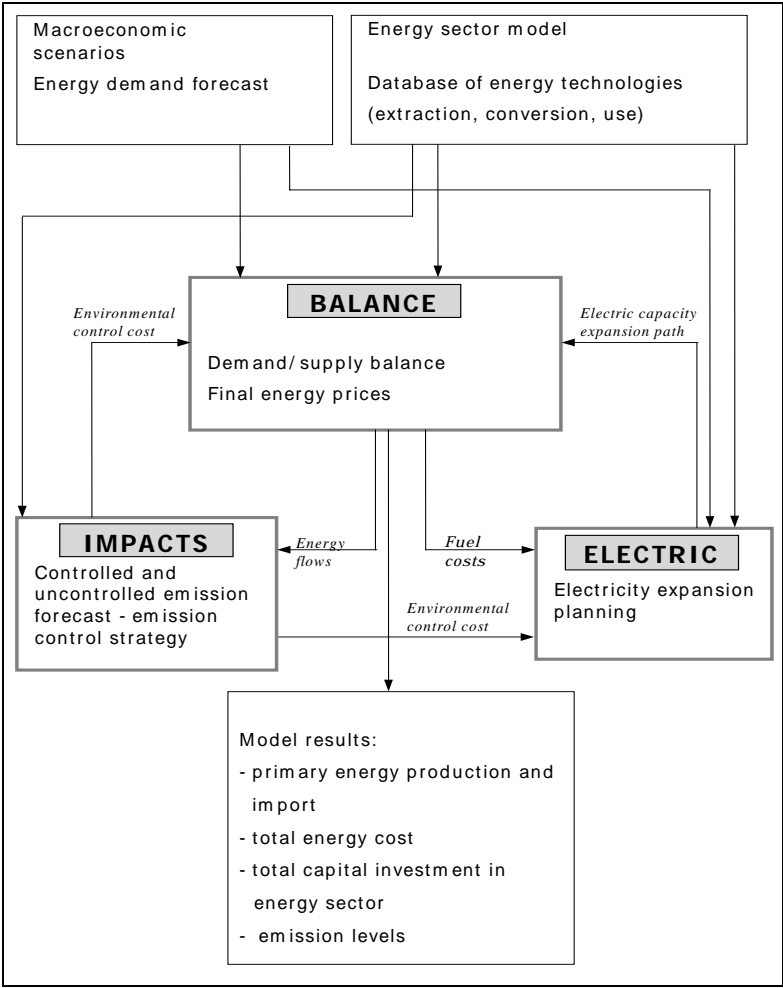 Macroeconomic
scenarios
Energy demand forecast
Energy sector model
Database of energy technologies
(extraction, conversion, use)
BALANCE
Demand/supply balance
Final energy prices
Environmental
control cost
Electric capacity
expansion path
IMPACTS
Controlled and
uncontrolled emission
forecast - emission
control strategy
Energy
flows
Fuel
costs
Environmental
control cost
ELECTRIC
Electricity expansion
planning
Model results:
- primary energy production and
import
- total energy cost
- total capital investment in
energy sector
- emission levels